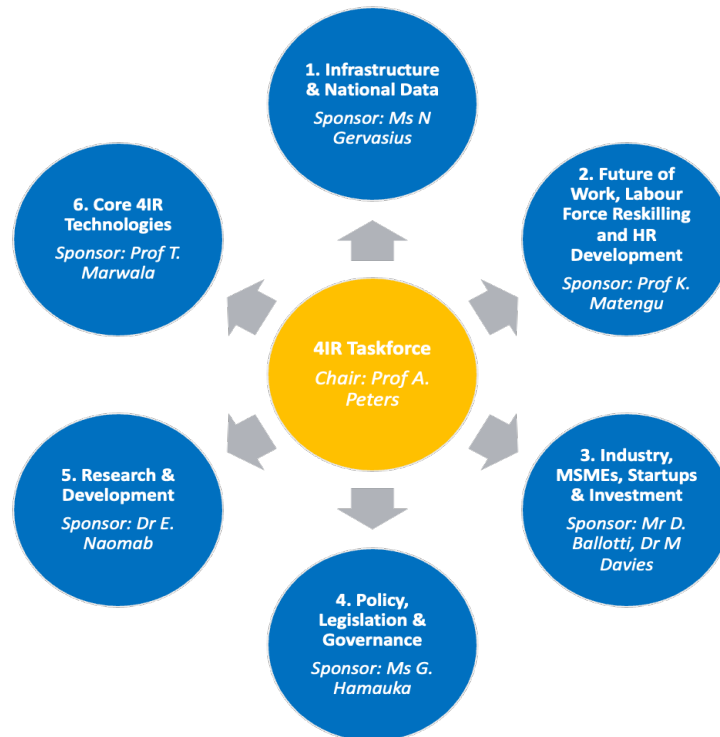 1. Infrastructure
& National Data
Sponsor: Ms N
Gervasius
2. Future of
Work, Labour
Force Reskilling
and HR
Development
Sponsor: Prof K.
Matengu
3. Industry,
MSMEs, Startups
& Investment
Sponsor: Mr D.
Ballotti, Dr M
Davies
4. Policy,
Legislation &
Governance
Sponsor: Ms G.
Hamauka
5. Research &
Development
Sponsor: Dr E.
Naomab
6. Core 4IR
Technologies
Sponsor: Prof T.
Marwala
4IR Taskforce
Chair: Prof A.
Peters